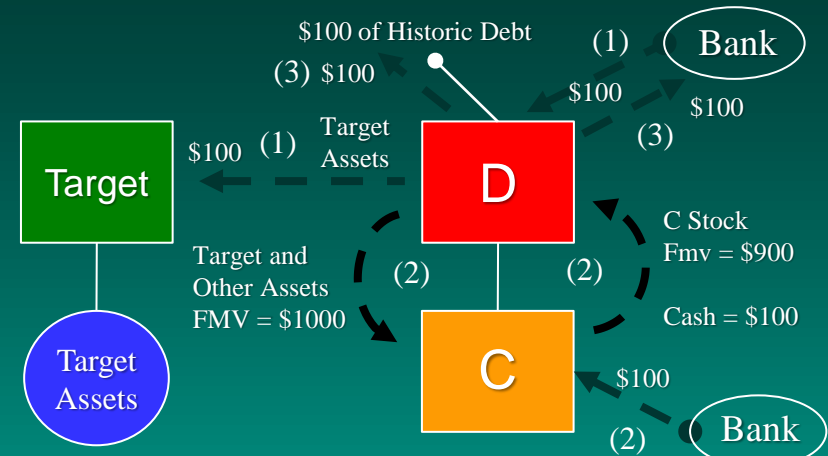 $100 of Historic Debt
(1)
Bank
(3) $100
$100
$100
(3)
$100 (1)
Target
Assets
Target
D
C Stock
Fmv = $900
Target and
Other Assets
FMV = $1000
(2)
(2)
Cash = $100
Target
Assets
C
$100
Bank
(2)